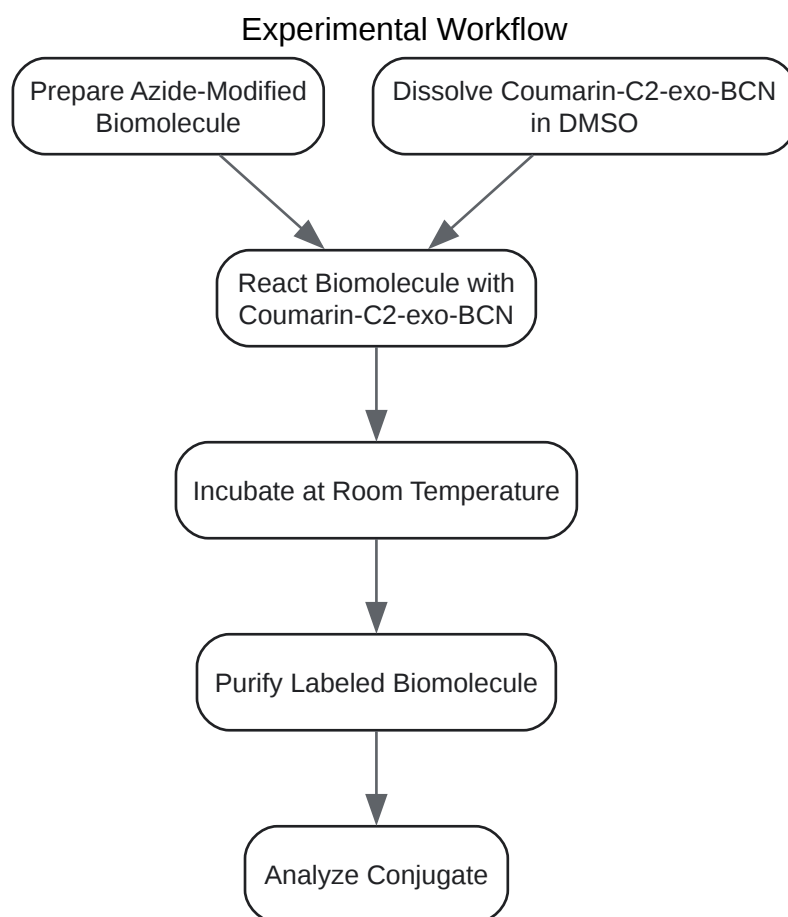 Experimental Workflow
Prepare Azide-Modified
Biomolecule
Dissolve Coumarin-C2-exo-BCN
in DMSO
React Biomolecule with
Coumarin-C2-exo-BCN
Incubate at Room Temperature
Purify Labeled Biomolecule
Analyze Conjugate